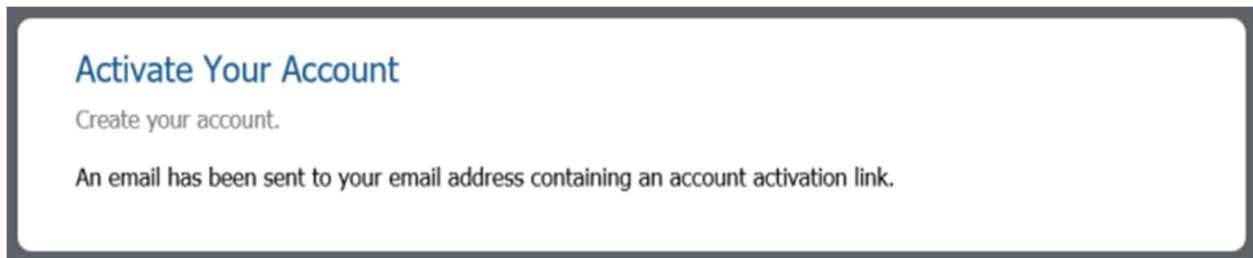 Activate Your Account
Create your account.
An email has been sent to your email address containing an account activation link.